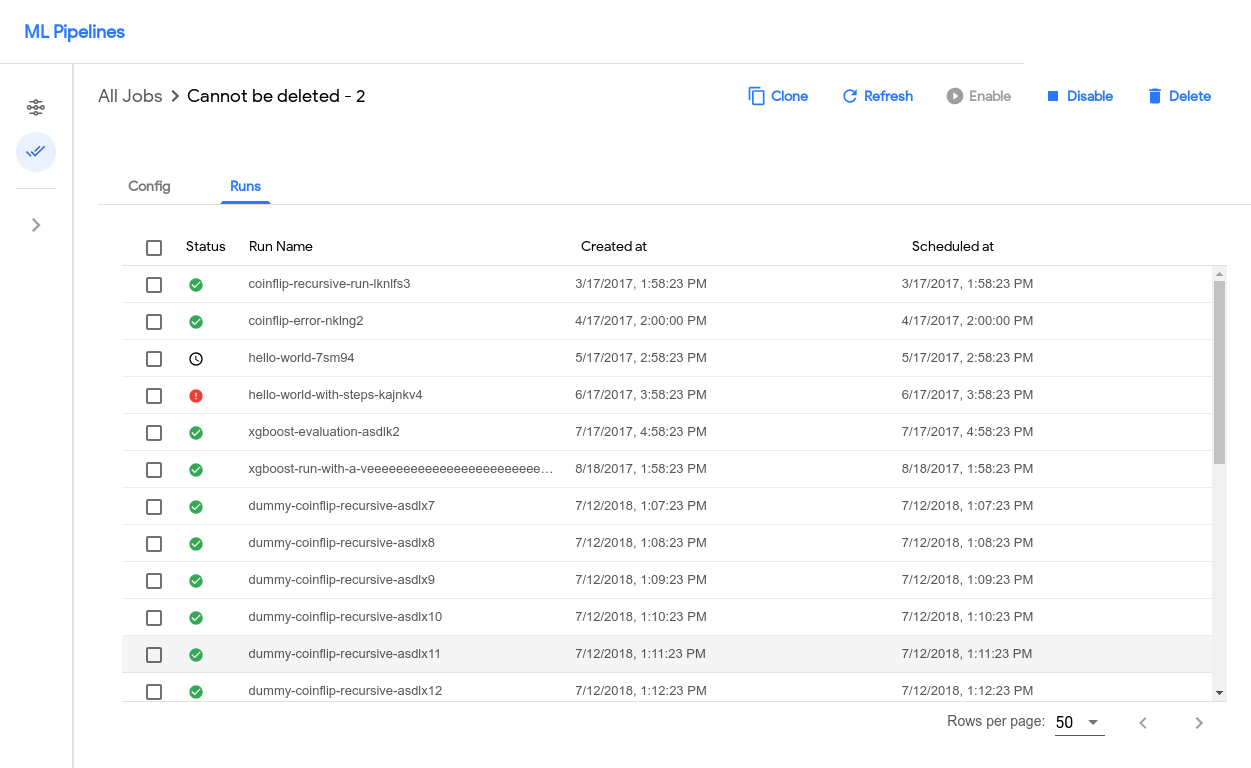 ML Pipelines
All Jobs > Cannot be deleted - 2 Clone Refresh Enable Disable Delete
Config Runs
Status Run Name Created at Scheduled at
coinflip-recursive-run-lknlfs3 3/17/2017, 1:58:23 PM 3/17/2017, 1:58:23 PM
coinflip-error-nklng2 4/17/2017, 2:00:00 PM 4/17/2017, 2:00:00 PM
hello-world-7sm94 5/17/2017, 2:58:23 PM 5/17/2017, 2:58:23 PM
hello-world-with-steps-kajnkv4 6/17/2017, 3:58:23 PM 6/17/2017, 3:58:23 PM
xgboost-evaluation-asdlk2 7/17/2017, 4:58:23 PM 7/17/2017, 4:58:23 PM
xgboost-run-with-a-veeeeeeeeeeeeeeeeeeeeeeee... 8/18/2017, 1:58:23 PM 8/18/2017, 1:58:23 PM
dummy-coinflip-recursive-asdlx7 7/12/2018, 1:07:23 PM 7/12/2018, 1:07:23 PM
dummy-coinflip-recursive-asdlx8 7/12/2018, 1:08:23 PM 7/12/2018, 1:08:23 PM
dummy-coinflip-recursive-asdlx9 7/12/2018, 1:09:23 PM 7/12/2018, 1:09:23 PM
dummy-coinflip-recursive-asdlx10 7/12/2018, 1:10:23 PM 7/12/2018, 1:10:23 PM
dummy-coinflip-recursive-asdlx11 7/12/2018, 1:11:23 PM 7/12/2018, 1:11:23 PM
dummy-coinflip-recursive-asdlx12 7/12/2018, 1:12:23 PM 7/12/2018, 1:12:23 PM
Rows per page: 50